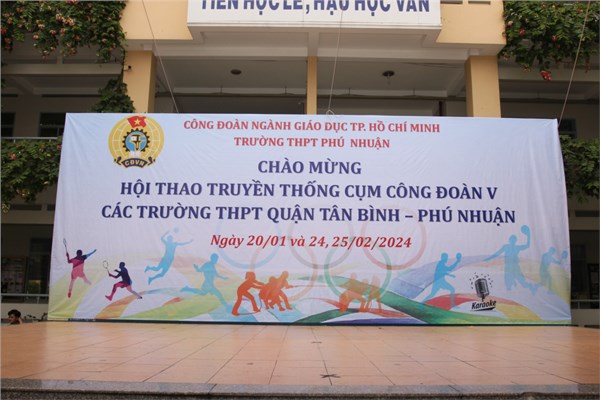 TIÊN HỌC LỄ, HẬU HỌC VĂN
CÔNG ĐOÀN NGÀNH GIÁO DỤC TP. HỒ CHÍ MINH
TRƯỜNG THPT PHÚ NHUẬN
CHÀO MỪNG
HỘI THAO TRUYỀN THỐNG CỤM CÔNG ĐOÀN V
CÁC TRƯỜNG THPT QUẬN TÂN BÌNH – PHÚ NHUẬN
Ngày 20/01 và 24, 25/02/2024
CĐVN
Karaoke